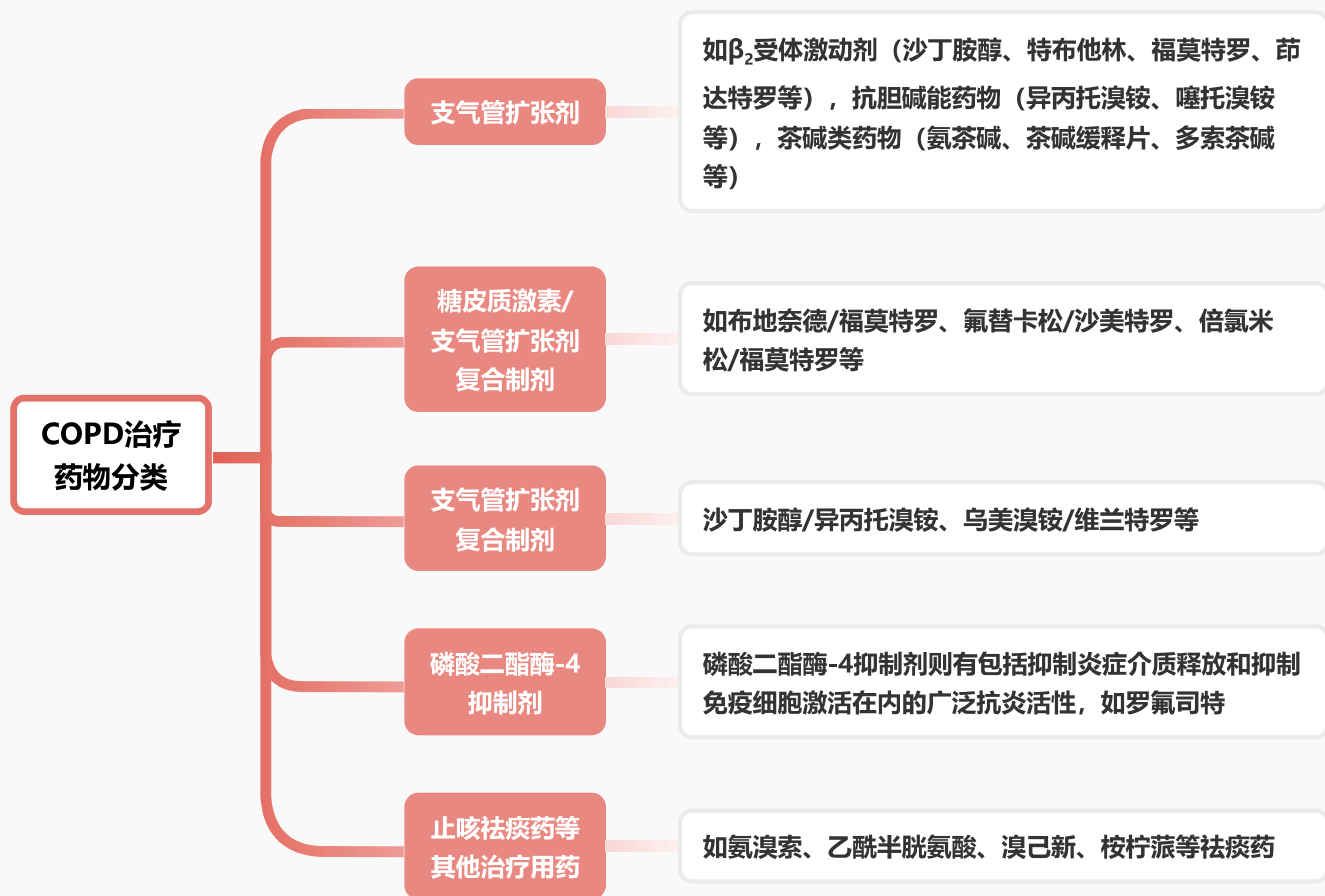 COPD治疗
药物分类
支气管扩张剂
如β₂受体激动剂（沙丁胺醇、特布他林、福莫特罗、茚
达特罗等），抗胆碱能药物（异丙托溴铵、噻托溴铵
等），茶碱类药物（氨茶碱、茶碱缓释片、多索茶碱
等）
糖皮质激素/
支气管扩张剂
复合制剂
如布地奈德/福莫特罗、氟替卡松/沙美特罗、倍氯米
松/福莫特罗等
支气管扩张剂
复合制剂
沙丁胺醇/异丙托溴铵、乌美溴铵/维兰特罗等
磷酸二酯酶-4
抑制剂
磷酸二酯酶-4抑制剂则有包括抑制炎症介质释放和抑制
免疫细胞激活在内的广泛抗炎活性，如罗氟司特
止咳祛痰药等
其他治疗用药
如氨溴索、乙酰半胱氨酸、溴己新、桉柠蒎等祛痰药